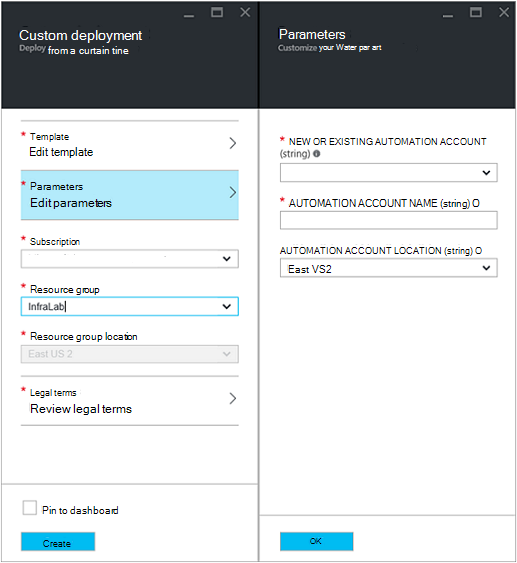 Custom deployment
Deploy from a curtain tine
* Template
Edit template
* Parameters
Edit parameters
* Subscription
* Resource group
InfraLab
* Resource group location
East US 2
* Legal terms
Review legal terms
Pin to dashboard
Create
Parameters
Customize your Water par art
* NEW OR EXISTING AUTOMATION ACCOUNT
(string)
* AUTOMATION ACCOUNT NAME (string) O
AUTOMATION ACCOUNT LOCATION (string) O
East VS2
OK